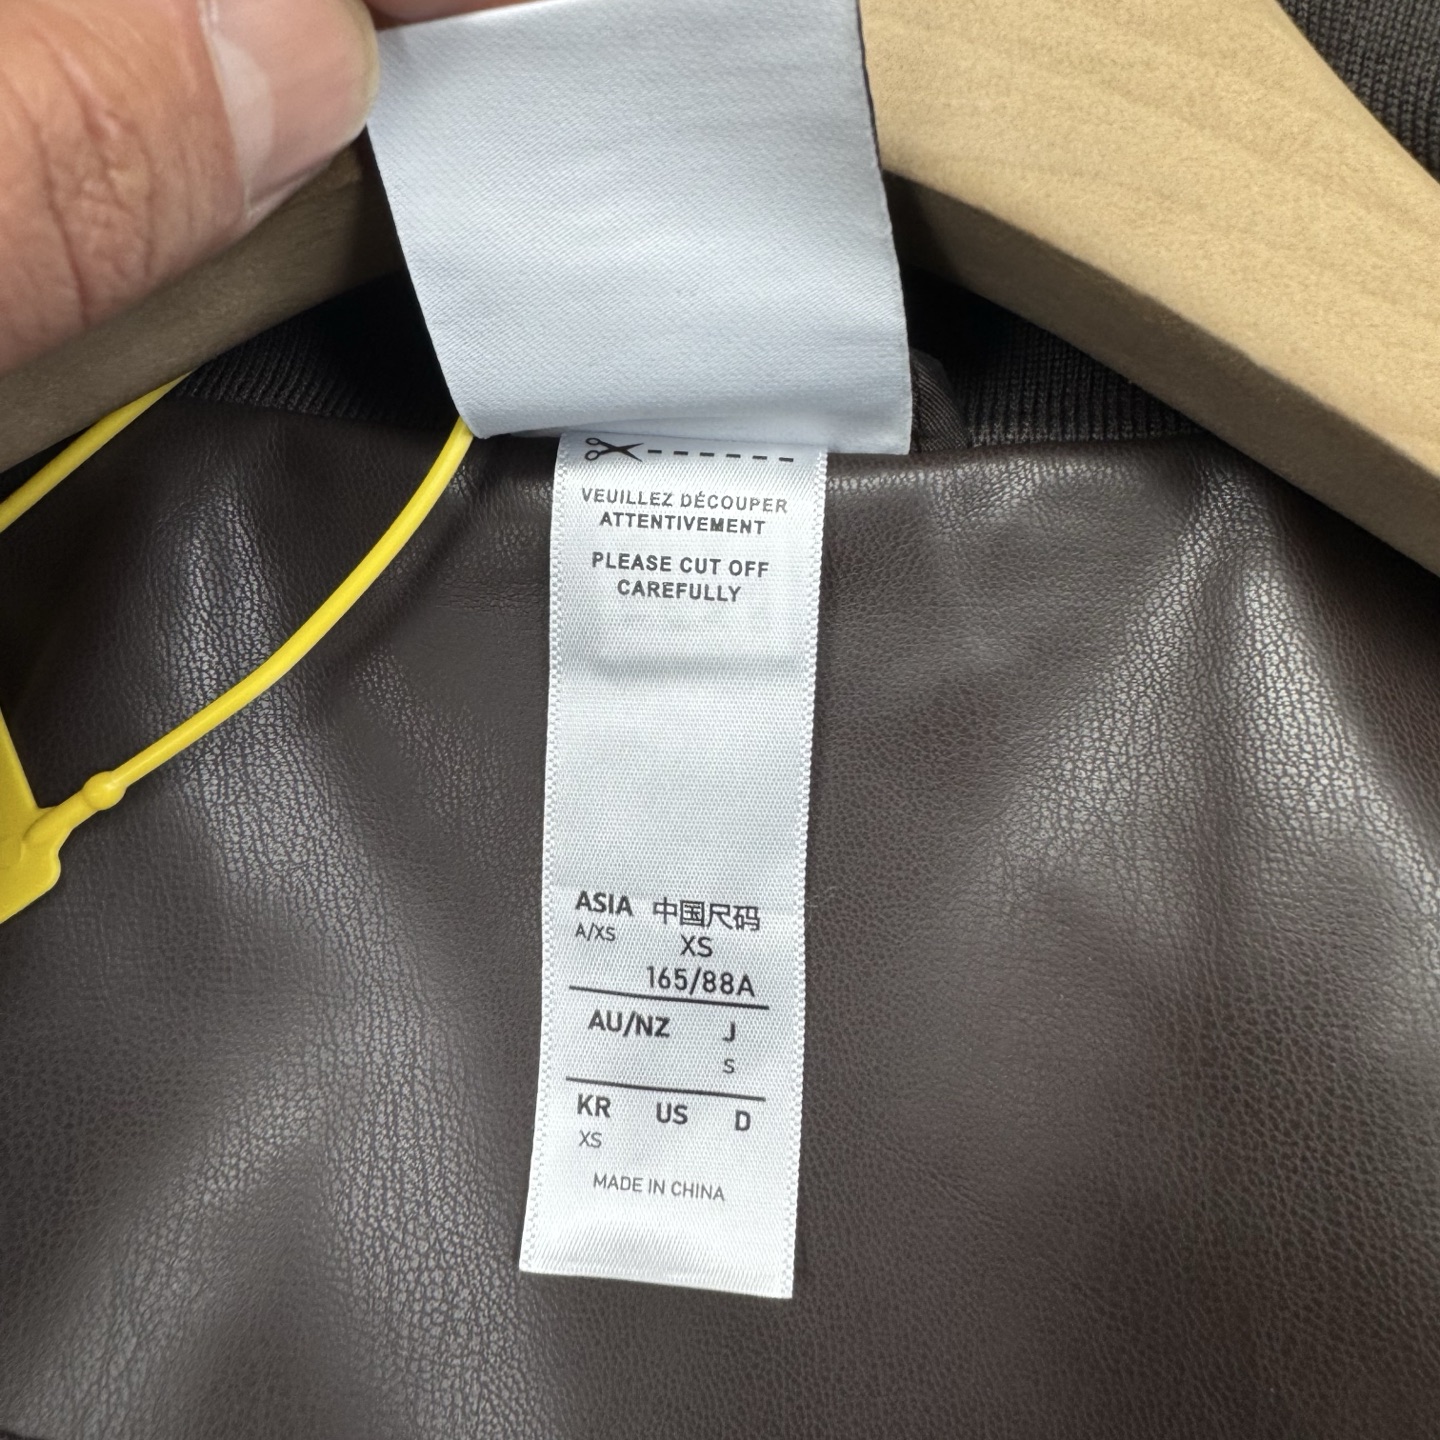 VEUILLEZ DÉCOUPER
ATTENTIVEMENT
PLEASE CUT OFF
CAREFULLY
ASIA 中国尺码
A/XS XS
165/88A
AU/NZ J
S
KR US D
XS
MADE IN CHINA